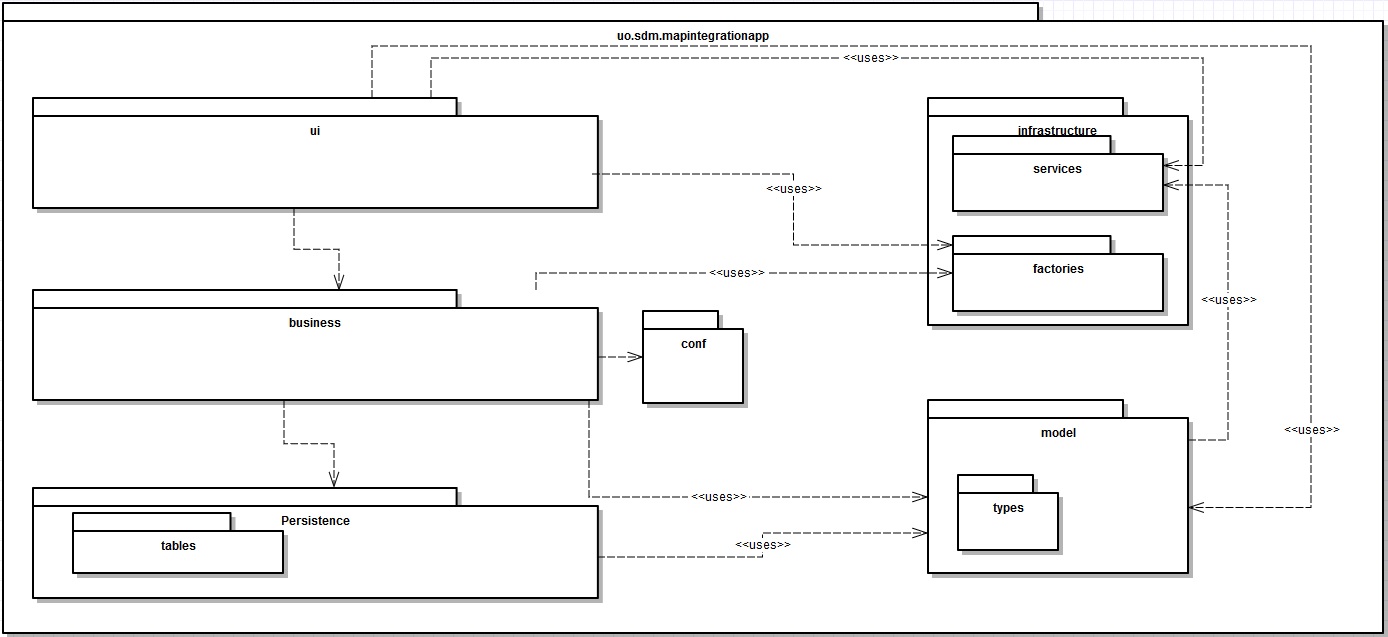 uo.sdm.mapintegrationapp
<<uses>>
ui
infrastructure
services
<<uses>>
factories
<<uses>>
<<uses>>
business
conf
model
<<uses>>
<<uses>>
types
Persistence
<<uses>>
tables